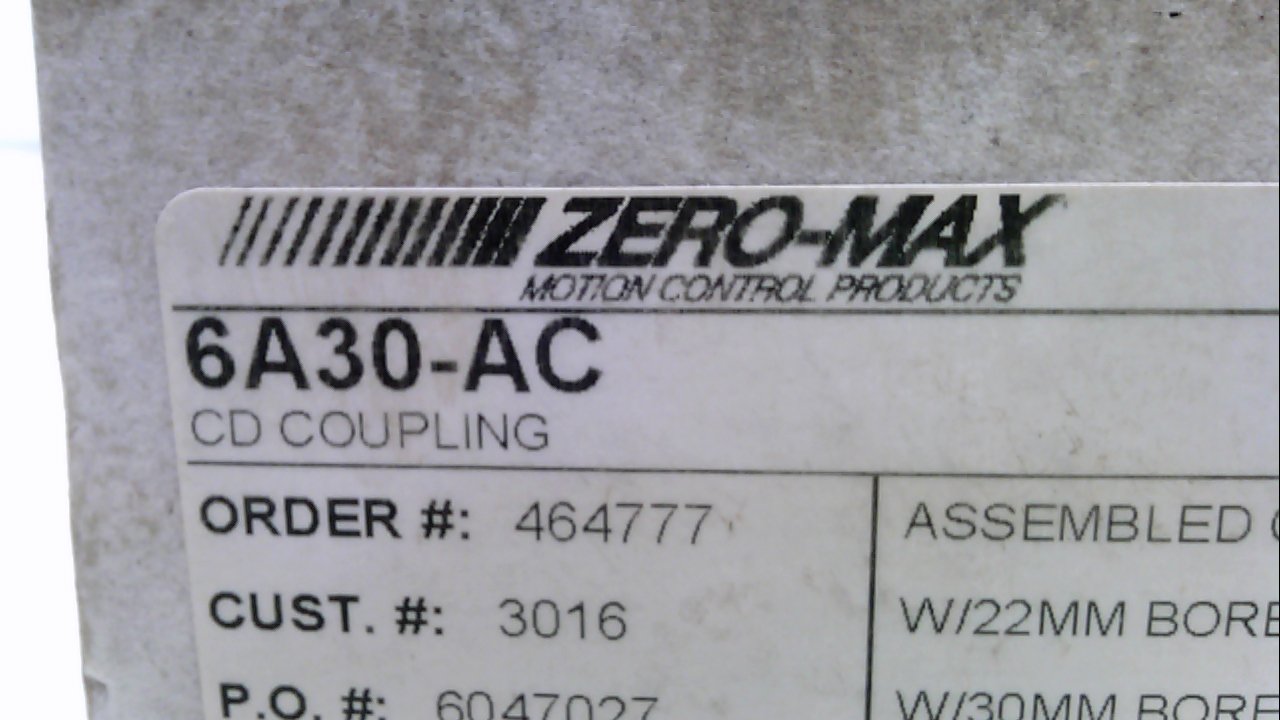 ZERO-MAX
MOTION CONTROL PRODUCTS
6A30-AC
CD COUPLING
ORDER #: 464777
CUST. #: 3016
P.O. #: 6047027
ASSEMBLED
W/22MM BORE
W/30MM BORE